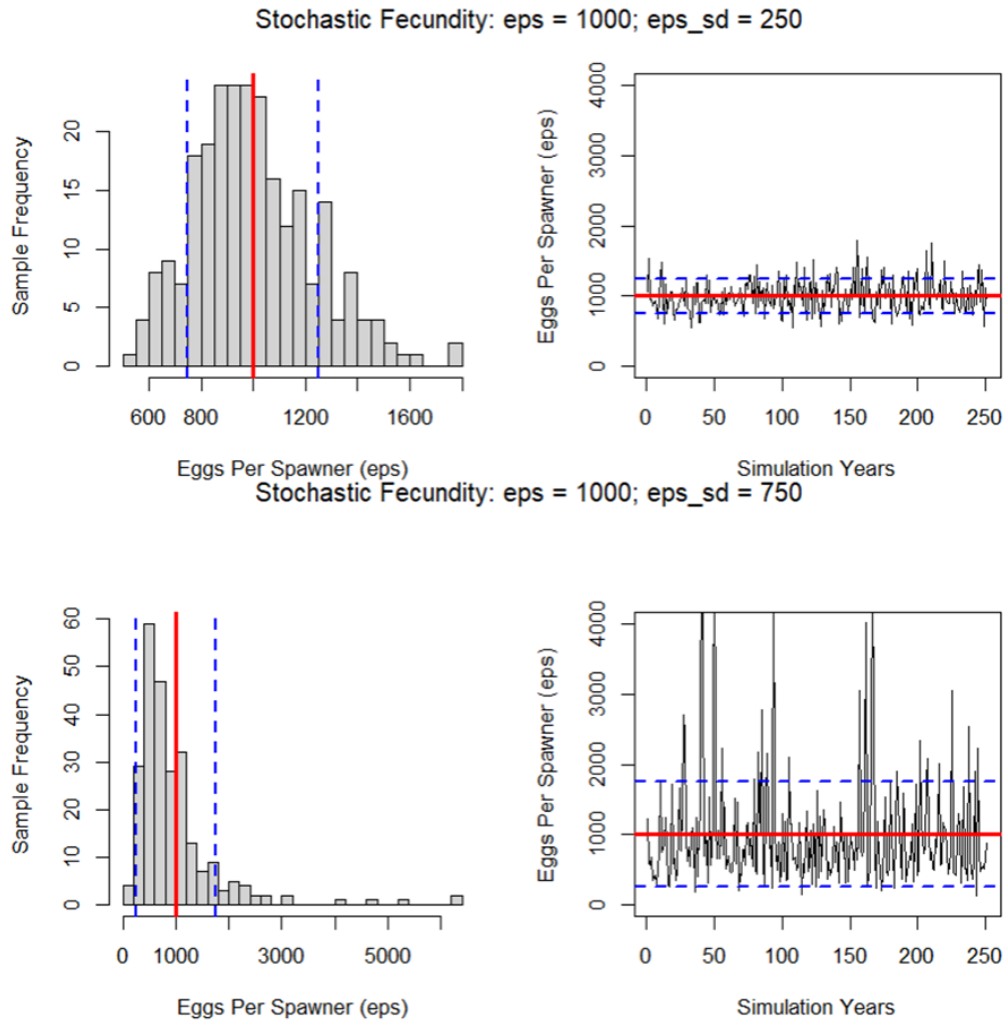 Stochastic Fecundity: eps = 1000; eps_sd = 250
Sample Frequency
20
15
10
5
0
600 800 1200 1600
Eggs Per Spawner (eps)
Eggs Per Spawner (eps)
4000
3000
2000
1000
0
0 50 100 150 200 250
Simulation Years
Stochastic Fecundity: eps = 1000; eps_sd = 750
Sample Frequency
60
50
40
30
20
10
0
0 1000 3000 5000
Eggs Per Spawner (eps)
Eggs Per Spawner (eps)
4000
3000
2000
1000
0
0 50 100 150 200 250
Simulation Years